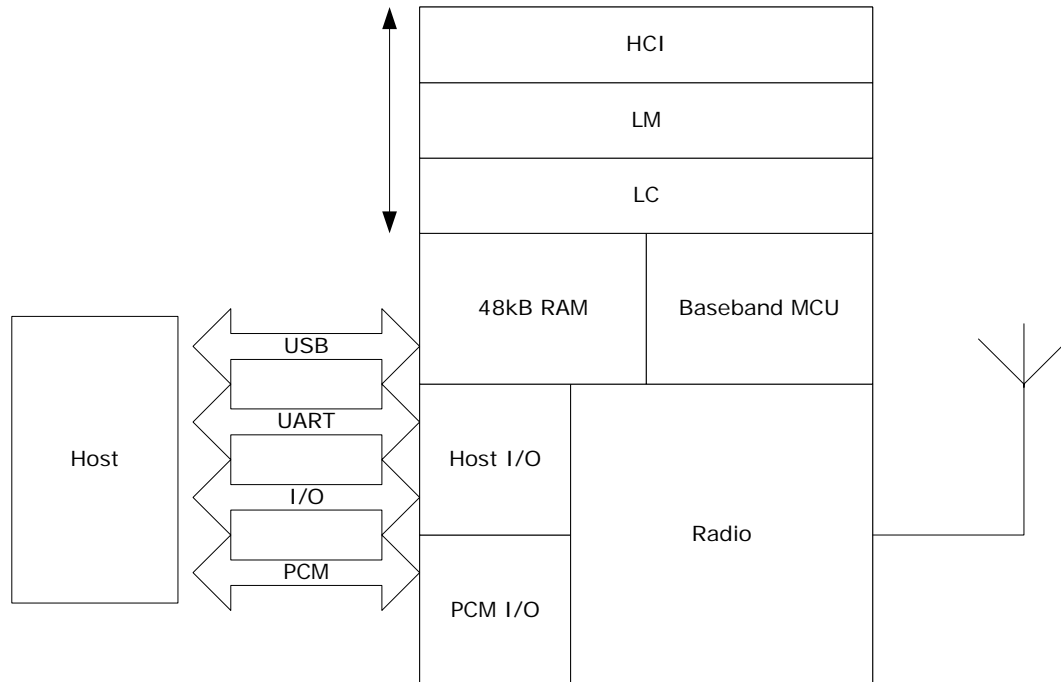 HCI
LM
LC
48kB RAM
Baseband MCU
USB
UART
Host
Host I/O
I/O
Radio
PCM
PCM I/O